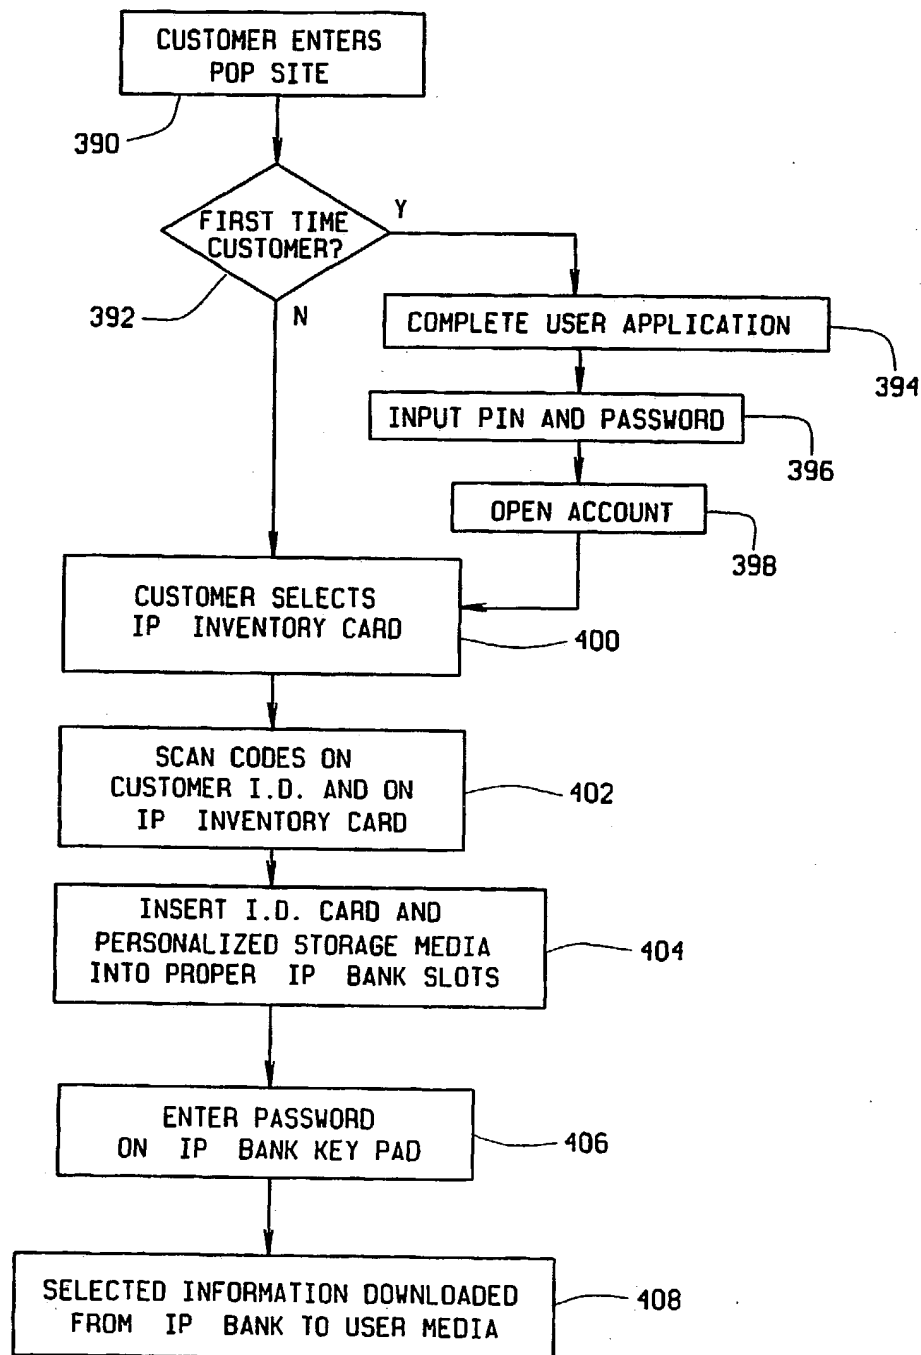 CUSTOMER ENTERS
POP SITE
390
FIRST TIME
CUSTOMER?
Y
392
N
COMPLETE USER APPLICATION
394
INPUT PIN AND PASSWORD
396
OPEN ACCOUNT
398
CUSTOMER SELECTS
IP INVENTORY CARD
400
SCAN CODES ON
CUSTOMER I.D. AND ON
IP INVENTORY CARD
402
INSERT I.D. CARD AND
PERSONALIZED STORAGE MEDIA
INTO PROPER IP BANK SLOTS
404
ENTER PASSWORD
ON IP BANK KEY PAD
406
SELECTED INFORMATION DOWNLOADED
FROM IP BANK TO USER MEDIA
408